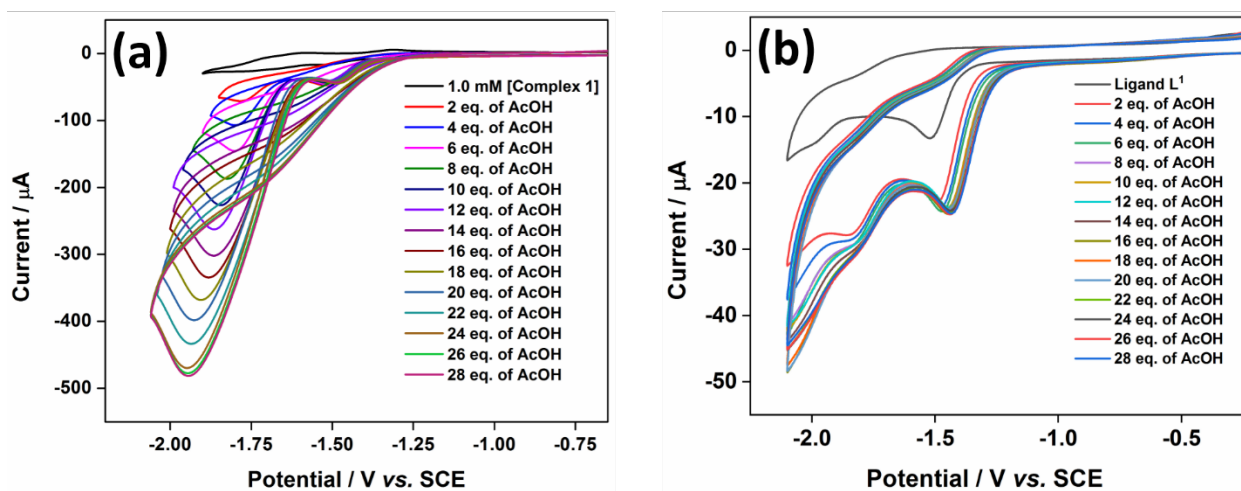 (a)
Current / μA
0
-100
-200
-300
-400
-500
1.0 mM [Complex 1]
2 eq. of AcOH
4 eq. of AcOH
6 eq. of AcOH
8 eq. of AcOH
10 eq. of AcOH
12 eq. of AcOH
14 eq. of AcOH
16 eq. of AcOH
18 eq. of AcOH
20 eq. of AcOH
22 eq. of AcOH
24 eq. of AcOH
26 eq. of AcOH
28 eq. of AcOH
-2.00 -1.75 -1.50 -1.25 -1.00 -0.75
Potential / V vs. SCE
(b)
Current / μA
0
-10
-20
-30
-40
-50
Ligand L¹
2 eq. of AcOH
4 eq. of AcOH
6 eq. of AcOH
8 eq. of AcOH
10 eq. of AcOH
12 eq. of AcOH
14 eq. of AcOH
16 eq. of AcOH
18 eq. of AcOH
20 eq. of AcOH
22 eq. of AcOH
24 eq. of AcOH
26 eq. of AcOH
28 eq. of AcOH
-2.0 -1.5 -1.0 -0.5
Potential / V vs. SCE